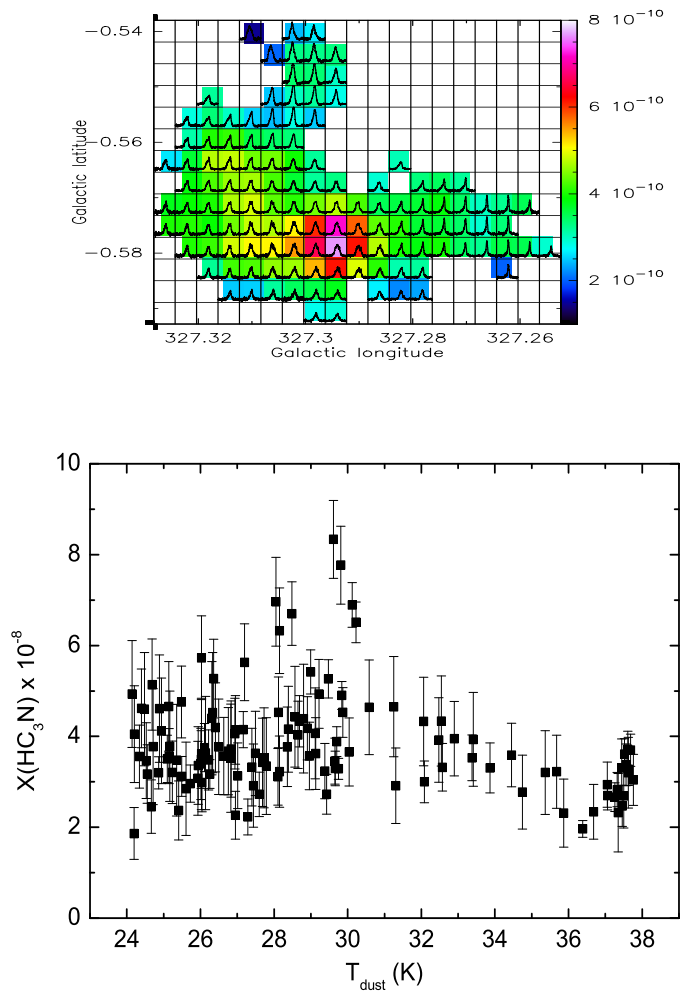 −0.54
−0.56
−0.58
Galactic latitude
327.32 327.3 327.28 327.26
Galactic longitude
8 10⁻¹⁰
6 10⁻¹⁰
4 10⁻¹⁰
2 10⁻¹⁰
10
8
6
4
2
0
X(HC₃N) x 10⁻⁸
24 26 28 30 32 34 36 38
T_dust (K)